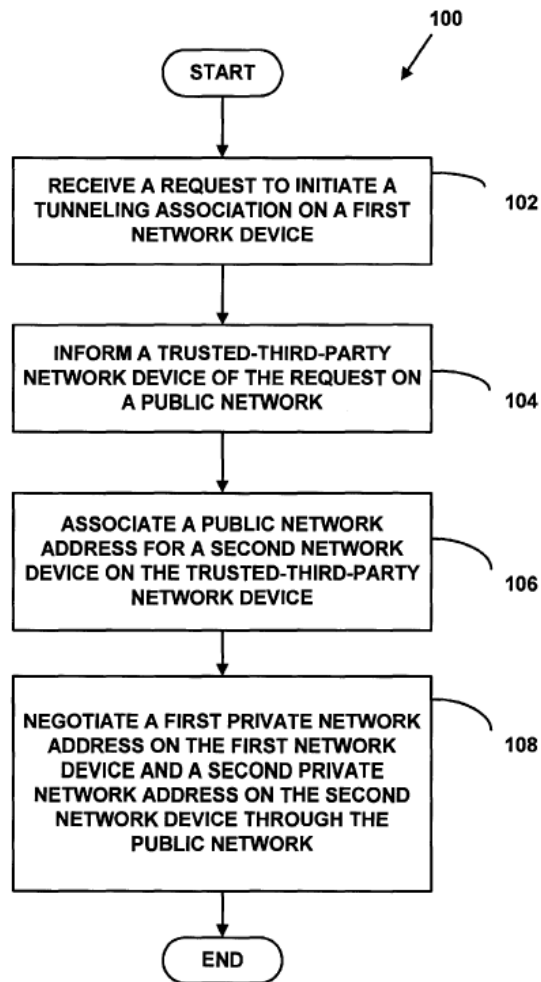 100
START
RECEIVE A REQUEST TO INITIATE A
TUNNELING ASSOCIATION ON A FIRST
NETWORK DEVICE
102
INFORM A TRUSTED-THIRD-PARTY
NETWORK DEVICE OF THE REQUEST ON
A PUBLIC NETWORK
104
ASSOCIATE A PUBLIC NETWORK
ADDRESS FOR A SECOND NETWORK
DEVICE ON THE TRUSTED-THIRD-PARTY
NETWORK DEVICE
106
NEGOTIATE A FIRST PRIVATE NETWORK
ADDRESS ON THE FIRST NETWORK
DEVICE AND A SECOND PRIVATE
NETWORK ADDRESS ON THE SECOND
NETWORK DEVICE THROUGH THE
PUBLIC NETWORK
108
END